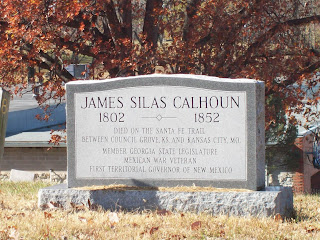 JAMES SILAS CALHOUN
1802 1852
DIED ON THE SANTA FE TRAIL
BETWEEN COUNCIL GROVE, KS. AND KANSAS CITY, MO.
MEMBER GEORGIA STATE LEGISLATURE
MEXICAN WAR VETERAN
FIRST TERRITORIAL GOVERNOR OF NEW MEXICO